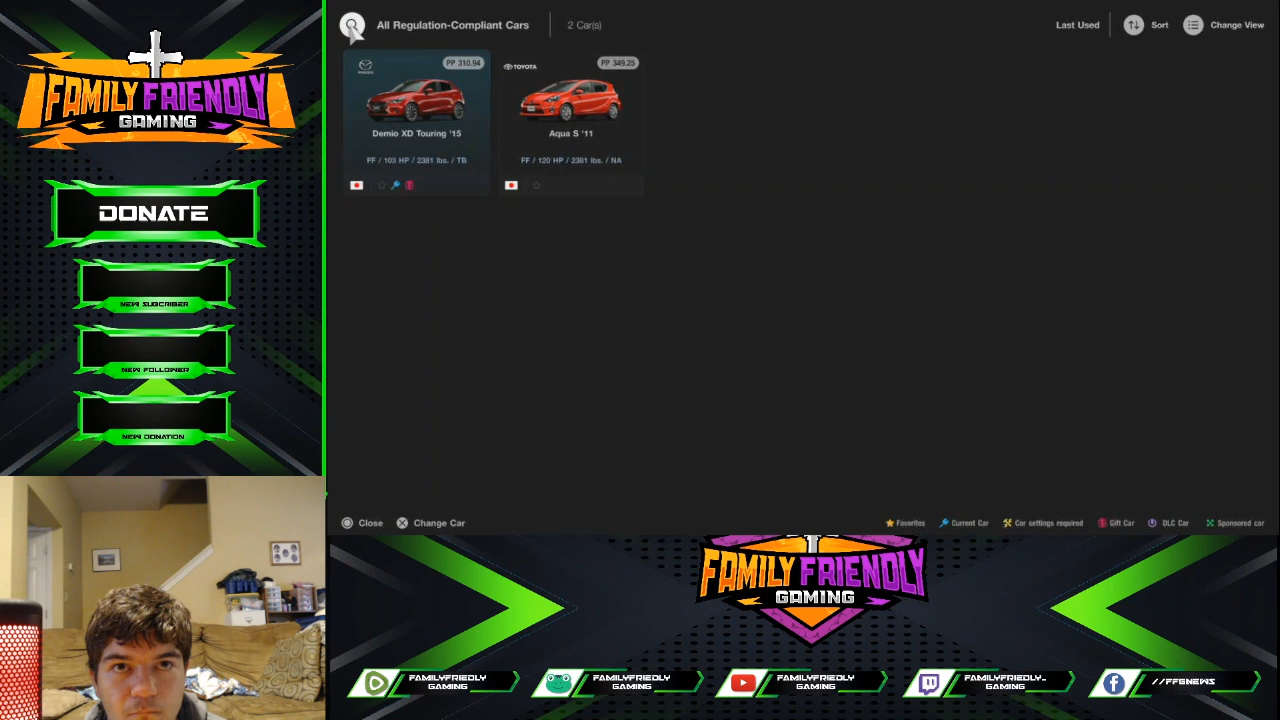 FAMILY FRIENDLY
GAMING
DONATE
NEW SUBCRIBER
NEW FOLLOWER
NEW DONATION
All Regulation-Compliant Cars
2 Car(s)
Last Used
Sort
Change View
MAZDA
PP 310.94
Demio XD Touring '15
FF / 103 HP / 2381 lbs. / TB
TOYOTA
PP 349.25
Aqua S '11
FF / 120 HP / 2381 lbs. / NA
Close
Change Car
Favorites
Current Car
Car settings required
Gift Car
DLC Car
Sponsored car
FAMILY FRIENDLY
GAMING
FAMILYFRIEDLY
GAMING
FAMILYFRIEDLY
GAMING
FAMILYFRIEDLY
GAMING
FAMILYFRIENDLY_
GAMING
//FFGNEWS